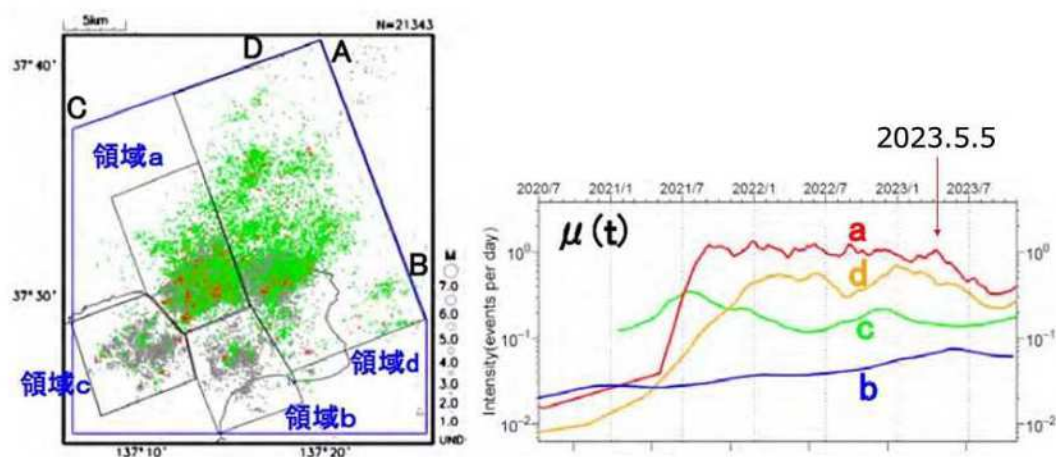 5km
N=21343
37°40'
37°30'
137°10'
137°20'
A
B
C
D
領域a
領域b
領域c
領域d
M
7.0
6.0
5.0
4.0
3.0
2.0
1.0
UND
2023.5.5
2020/7 2021/1 2021/7 2022/1 2022/7 2023/1 2023/7
μ(t)
Intensity(events per day)
10⁰
10⁻¹
10⁻²
10⁰
10⁻¹
10⁻²
a
d
c
b